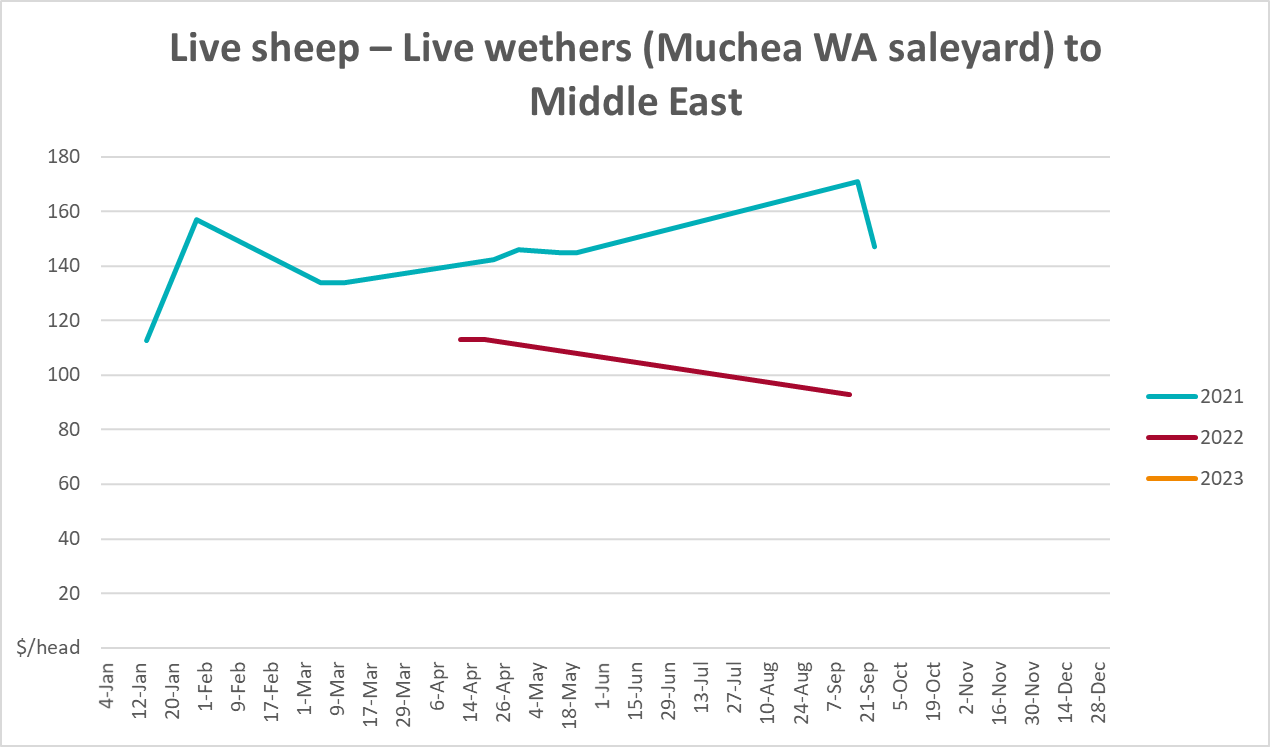 Live sheep – Live wethers (Muchea WA saleyard) to
Middle East
180
160
140
120
100
80
60
40
20
$/head
4-Jan
12-Jan
20-Jan
1-Feb
9-Feb
17-Feb
1-Mar
9-Mar
17-Mar
29-Mar
6-Apr
14-Apr
26-Apr
4-May
18-May
1-Jun
15-Jun
29-Jun
13-Jul
27-Jul
10-Aug
24-Aug
7-Sep
21-Sep
5-Oct
19-Oct
2-Nov
16-Nov
30-Nov
14-Dec
28-Dec
2021
2022
2023